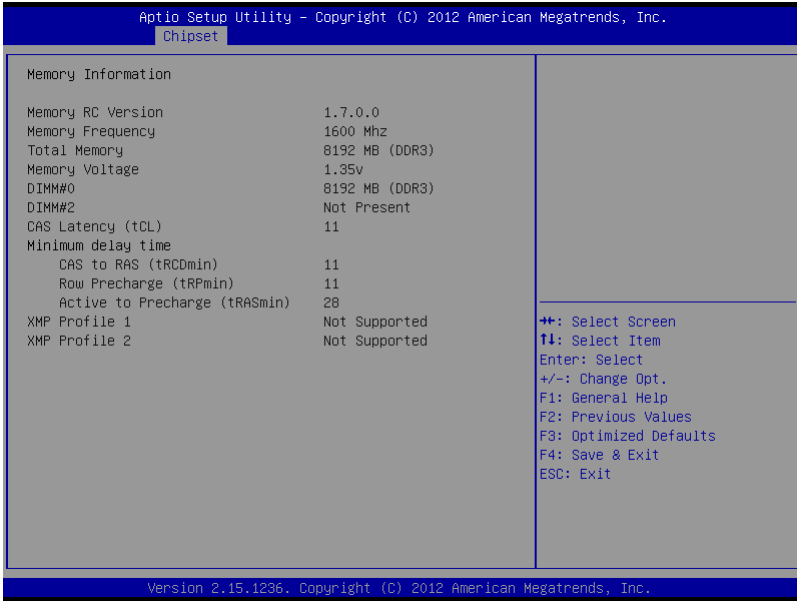 Aptio Setup Utility – Copyright (C) 2012 American Megatrends, Inc.
Chipset
Memory Information
Memory RC Version 1.7.0.0
Memory Frequency 1600 Mhz
Total Memory 8192 MB (DDR3)
Memory Voltage 1.35v
DIMM#0 8192 MB (DDR3)
DIMM#2 Not Present
CAS Latency (tCL) 11
Minimum delay time
CAS to RAS (tRCDmin) 11
Row Precharge (tRPmin) 11
Active to Precharge (tRASmin) 28
XMP Profile 1 Not Supported
XMP Profile 2 Not Supported
→←: Select Screen
↑↓: Select Item
Enter: Select
+/-: Change Opt.
F1: General Help
F2: Previous Values
F3: Optimized Defaults
F4: Save & Exit
ESC: Exit
Version 2.15.1236. Copyright (C) 2012 American Megatrends, Inc.